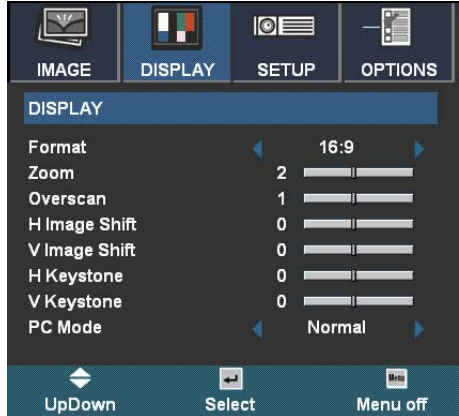 IMAGE DISPLAY SETUP OPTIONS
DISPLAY
Format 16:9
Zoom 2
Overscan 1
H Image Shift 0
V Image Shift 0
H Keystone 0
V Keystone 0
PC Mode Normal
Menu
UpDown Select Menu off